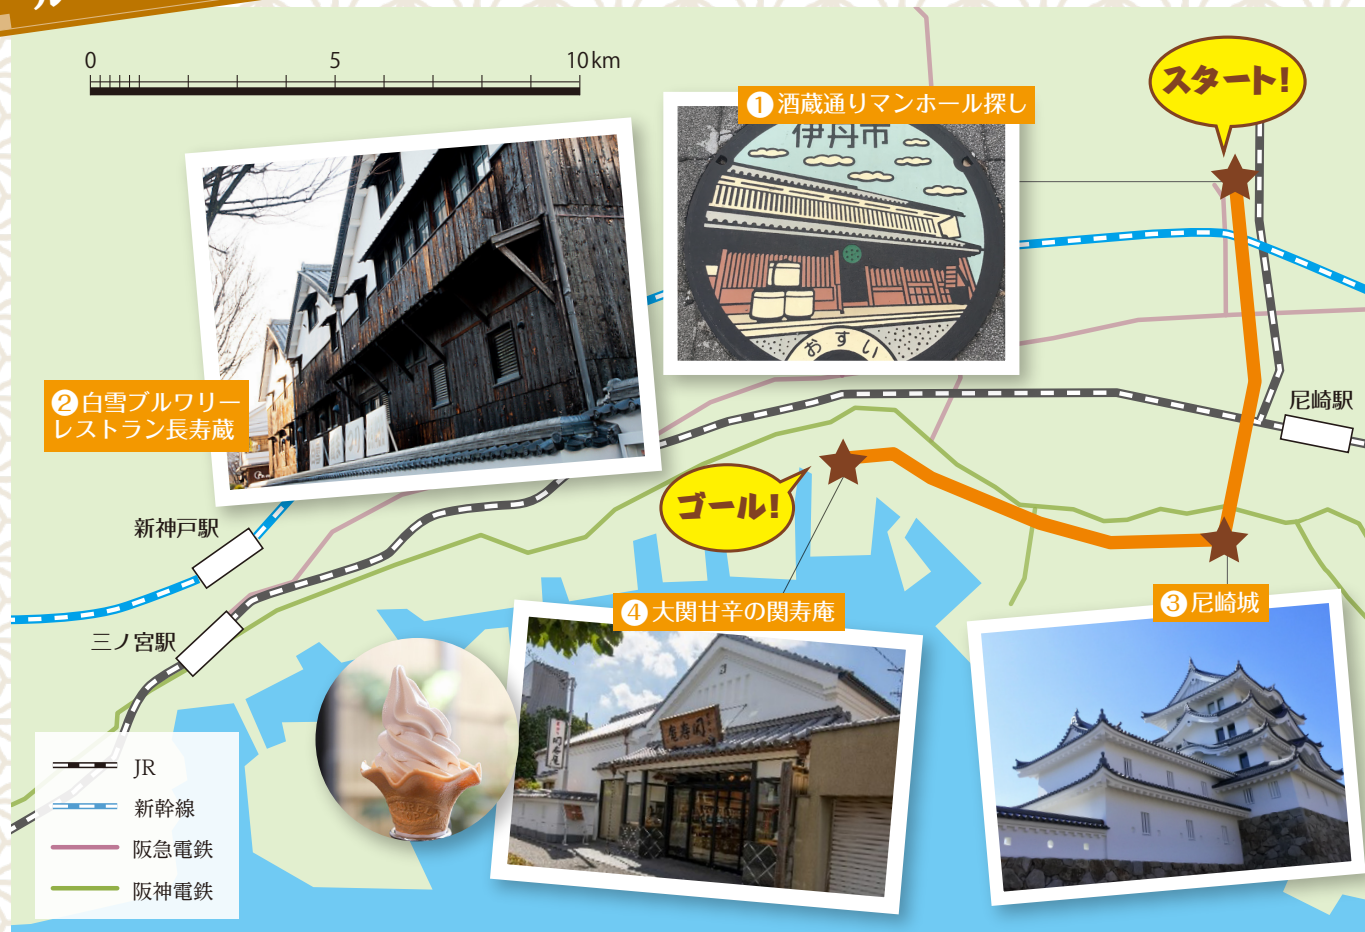 ル
0 5 10km
スタート!
❶酒蔵通りマンホール探し
伊丹市
おすい
❷白雪ブルワリー
レストラン長寿蔵
尼崎駅
ゴール!
新神戸駅
三ノ宮駅
❹大関甘辛の関寿庵
❸尼崎城
関寿庵
JR
新幹線
阪急電鉄
阪神電鉄